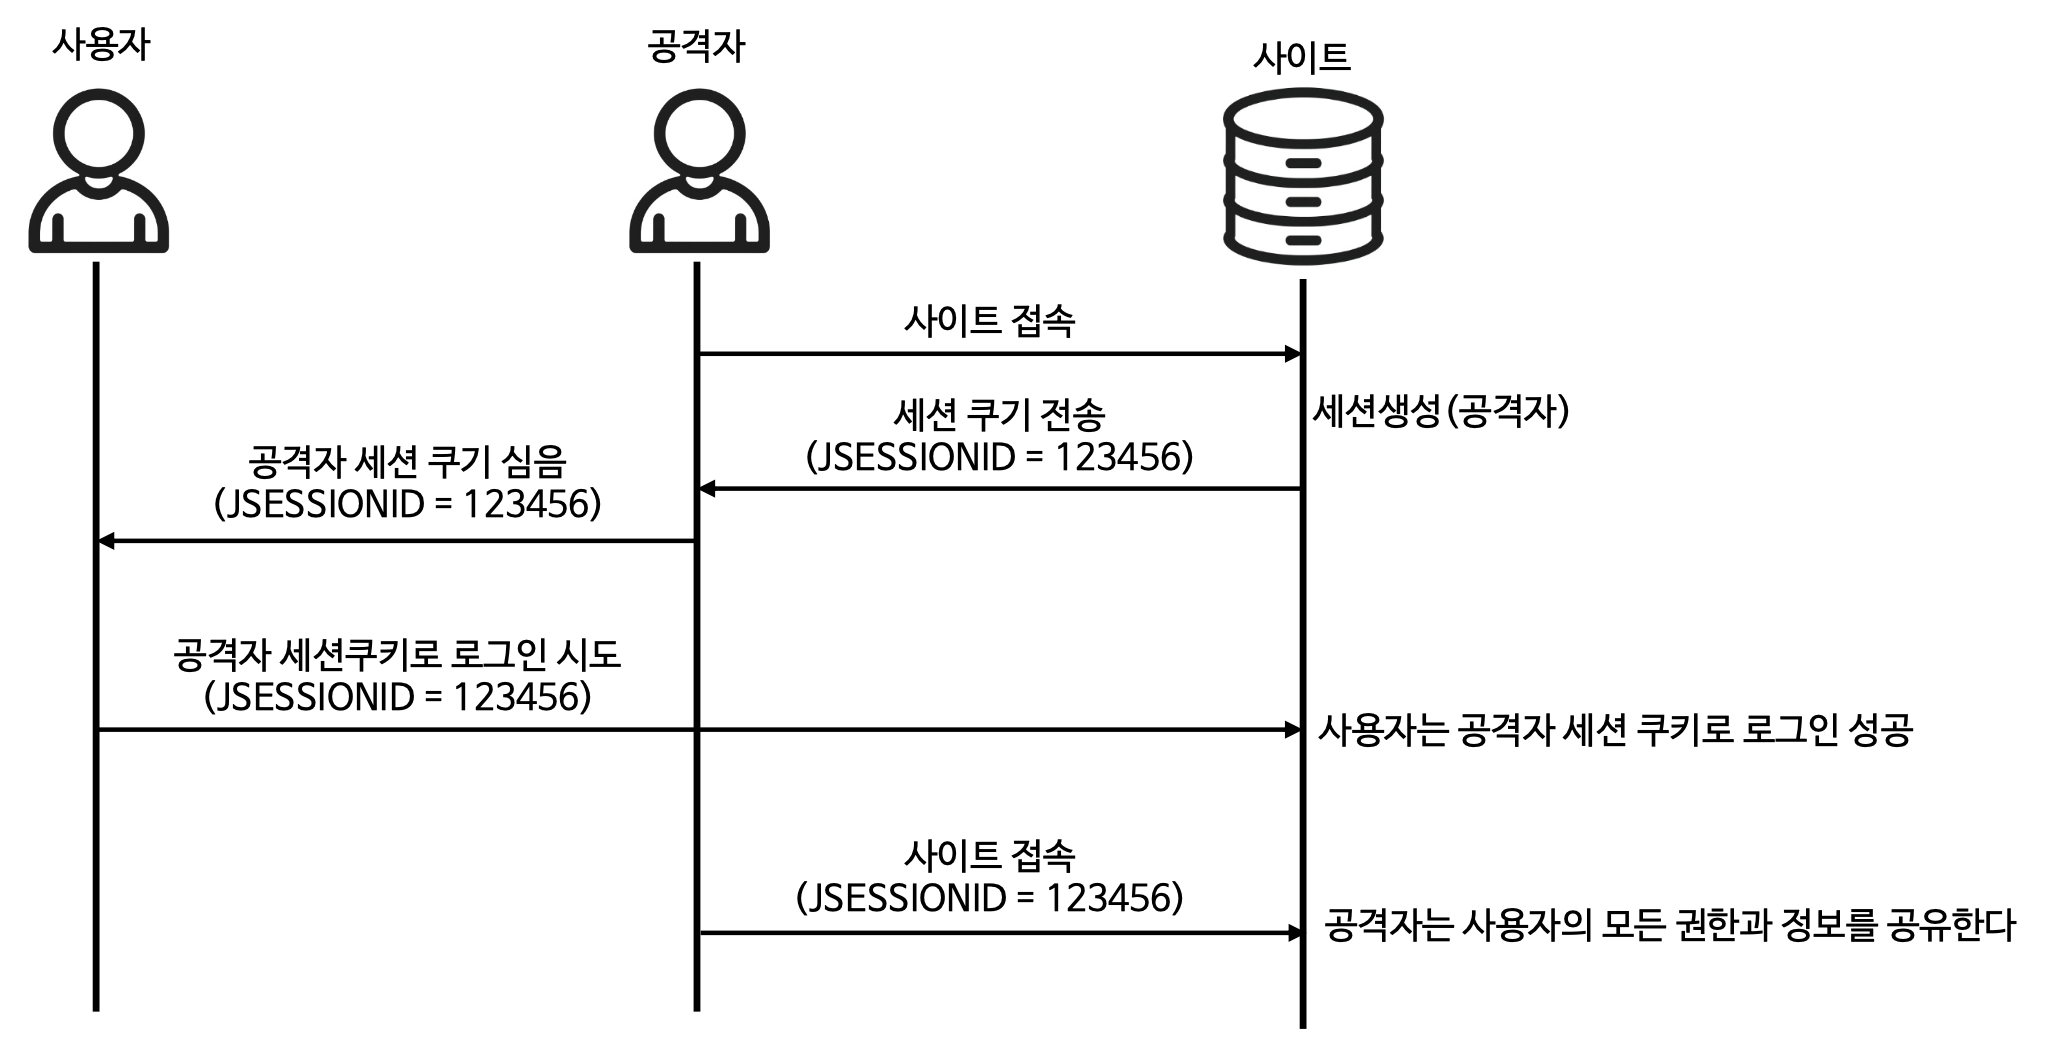 사용자
공격자
사이트
사이트 접속
세션 쿠기 전송
(JSESSIONID = 123456)
세션생성(공격자)
공격자 세션 쿠기 심음
(JSESSIONID = 123456)
공격자 세션쿠키로 로그인 시도
(JSESSIONID = 123456)
사용자는 공격자 세션 쿠키로 로그인 성공
사이트 접속
(JSESSIONID = 123456)
공격자는 사용자의 모든 권한과 정보를 공유한다